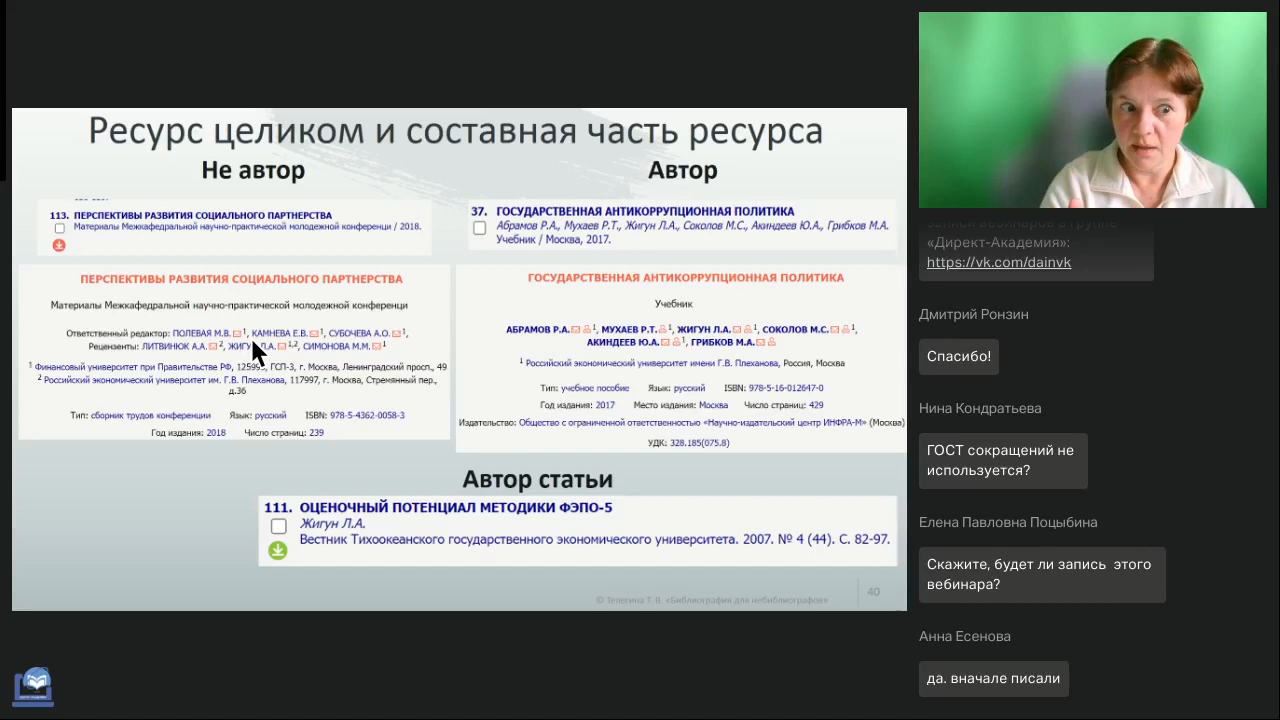 Ресурс целиком и составная часть ресурса
Не автор
Автор
113. ПЕРСПЕКТИВЫ РАЗВИТИЯ СОЦИАЛЬНОГО ПАРТНЕРСТВА
Материалы Межкафедральной научно-практической молодежной конференци / 2018.
37. ГОСУДАРСТВЕННАЯ АНТИКОРРУПЦИОННАЯ ПОЛИТИКА
Абрамов Р.А., Мухаев Р.Т., Жигун Л.А., Соколов М.С., Акиндеев Ю.А., Грибков М.А.
Учебник / Москва, 2017.
ПЕРСПЕКТИВЫ РАЗВИТИЯ СОЦИАЛЬНОГО ПАРТНЕРСТВА
Материалы Межкафедральной научно-практической молодежной конференци
Ответственный редактор: ПОЛЕВАЯ М.В. 1, КАМНЕВА Е.В. 1, СУБОЧЕВА А.О. 1,
Рецензенты: ЛИТВИНЮК А.А. 2, ЖИГУН Л.А. 1,2, СИМОНОВА М.М. 1
1 Финансовый университет при Правительстве РФ, 125993, ГСП-3, г. Москва, Ленинградский просп., 49
2 Российский экономический университет им. Г.В. Плеханова, 117997, г. Москва, Стремянный пер.,
д.36
Тип: сборник трудов конференции Язык: русский ISBN: 978-5-4362-0058-3
Год издания: 2018 Число страниц: 239
ГОСУДАРСТВЕННАЯ АНТИКОРРУПЦИОННАЯ ПОЛИТИКА
Учебник
АБРАМОВ Р.А. 1, МУХАЕВ Р.Т. 1, ЖИГУН Л.А. 1, СОКОЛОВ М.С. 1,
АКИНДЕЕВ Ю.А. 1, ГРИБКОВ М.А.
1 Российский экономический университет имени Г.В. Плеханова, Россия, Москва
Тип: учебное пособие Язык: русский ISBN: 978-5-16-012647-0
Год издания: 2017 Место издания: Москва Число страниц: 429
Издательство: Общество с ограниченной ответственностью «Научно-издательский центр ИНФРА-М» (Москва)
УДК: 328.185(075.8)
Автор статьи
111. ОЦЕНОЧНЫЙ ПОТЕНЦИАЛ МЕТОДИКИ ФЭПО-5
Жигун Л.А.
Вестник Тихоокеанского государственного экономического университета. 2007. № 4 (44). С. 82-97.
© Телегина Т. В. «Библиография для небиблиографов»
40
записи вебинаров в группе
«Директ-Академия»:
https://vk.com/dainvk
Дмитрий Ронзин
Спасибо!
Нина Кондратьева
ГОСТ сокращений не
используется?
Елена Павловна Поцыбина
Скажите, будет ли запись этого
вебинара?
Анна Есенова
да. вначале писали